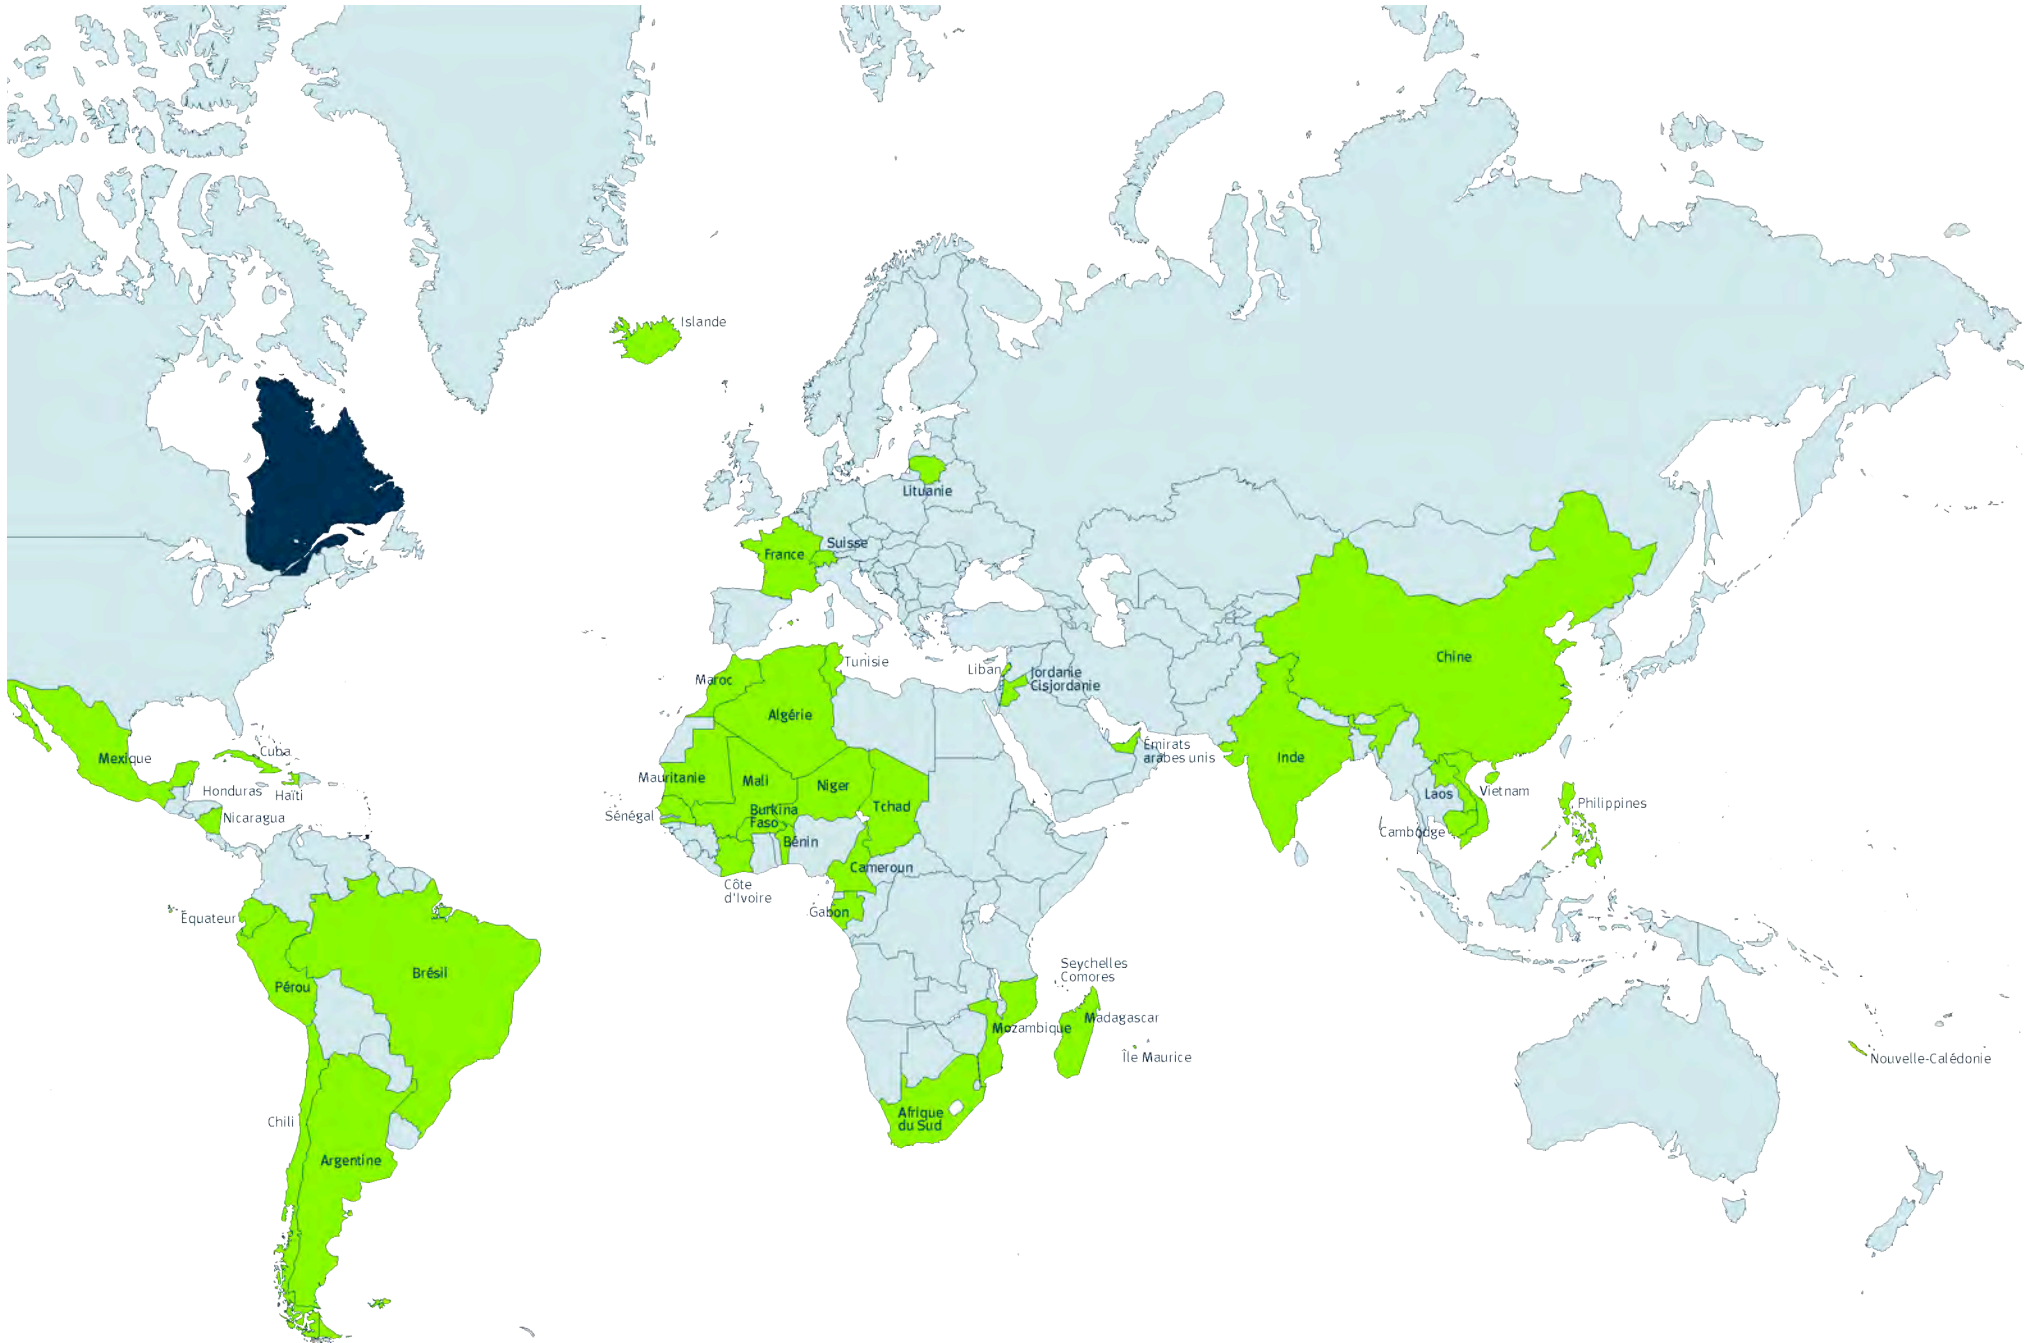 Islande
Lituanie
Suisse
France
Tunisie
Liban
Jordanie
Cisjordanie
Maroc
Algérie
Chine
Mexique
Cuba
Honduras
Haïti
Nicaragua
Émirats
arabes unis
Inde
Mauritanie
Mali
Niger
Tchad
Burkina
Faso
Sénégal
Bénin
Laos
Vietnam
Philippines
Cambodge
Cameroun
Côte
d'Ivoire
Gabon
Équateur
Brésil
Pérou
Seychelles
Comores
Madagascar
Mozambique
Île Maurice
Nouvelle-Calédonie
Afrique
du Sud
Chili
Argentine